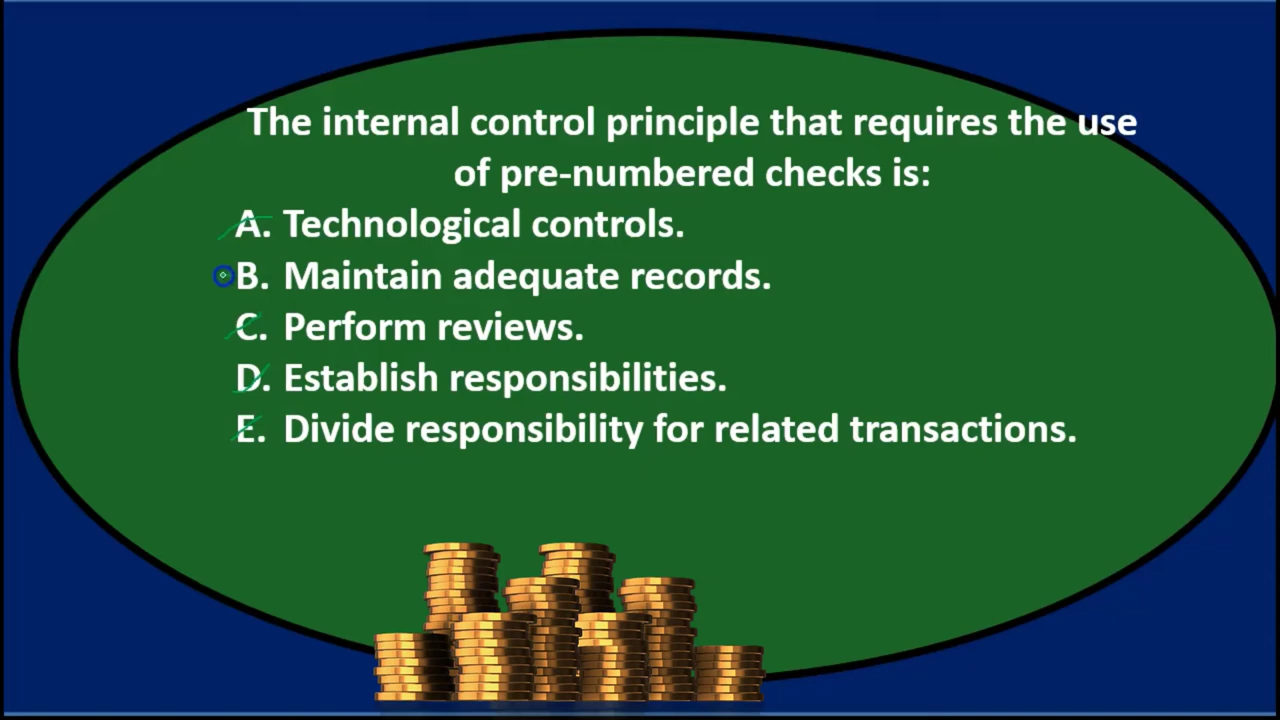 The internal control principle that requires the use
of pre-numbered checks is:
A. Technological controls.
B. Maintain adequate records.
C. Perform reviews.
D. Establish responsibilities.
E. Divide responsibility for related transactions.